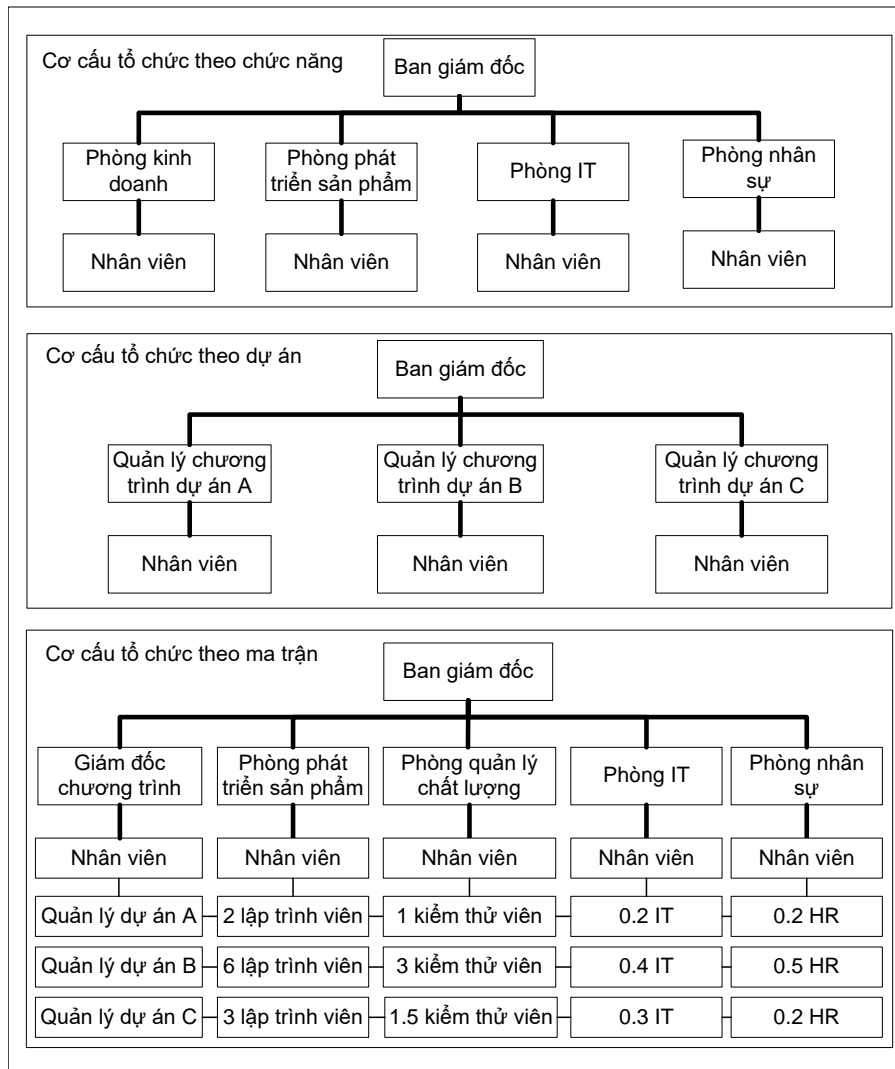 Cơ cấu tổ chức theo chức năng
Ban giám đốc
Phòng kinh
doanh
Phòng phát
triển sản phẩm
Phòng IT
Phòng nhân
sự
Nhân viên
Nhân viên
Nhân viên
Nhân viên
Cơ cấu tổ chức theo dự án
Ban giám đốc
Quản lý chương
trình dự án A
Quản lý chương
trình dự án B
Quản lý chương
trình dự án C
Nhân viên
Nhân viên
Nhân viên
Cơ cấu tổ chức theo ma trận
Ban giám đốc
Giám đốc
chương trình
Phòng phát
triển sản phẩm
Phòng quản lý
chất lượng
Phòng IT
Phòng nhân
sự
Nhân viên
Nhân viên
Nhân viên
Nhân viên
Nhân viên
Quản lý dự án A
2 lập trình viên
1 kiểm thử viên
0.2 IT
0.2 HR
Quản lý dự án B
6 lập trình viên
3 kiểm thử viên
0.4 IT
0.5 HR
Quản lý dự án C
3 lập trình viên
1.5 kiểm thử viên
0.3 IT
0.2 HR